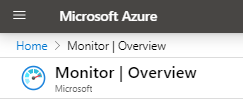 Microsoft Azure
Home > Monitor | Overview
Monitor | Overview
Microsoft